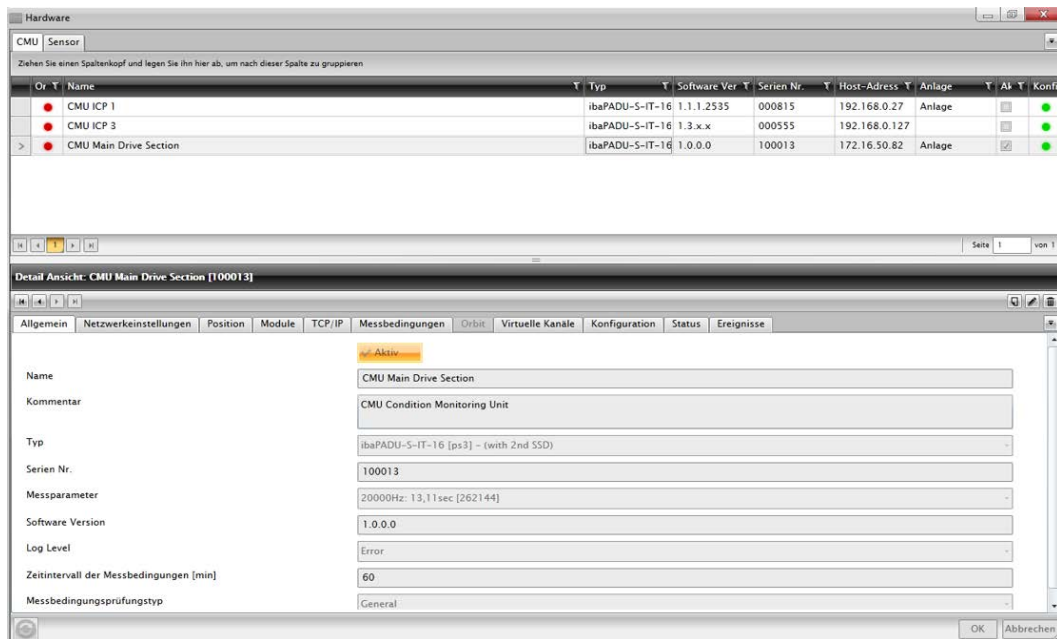 Hardware
CMU Sensor
Ziehen Sie einen Spaltenkopf und legen Sie ihn hier ab, um nach dieser Spalte zu gruppieren
Or Name Typ Software Ver Serien Nr. Host-Adress Anlage Ak Konfi
CMU ICP 1 ibaPADU-S-IT-16 1.1.1.2535 000815 192.168.0.27 Anlage
CMU ICP 3 ibaPADU-S-IT-16 1.3.x.x 000555 192.168.0.127
CMU Main Drive Section ibaPADU-S-IT-16 1.0.0.0 100013 172.16.50.82 Anlage
1 Seite 1 von 1
Detail Ansicht: CMU Main Drive Section [100013]
Allgemein Netzwerkeinstellungen Position Module TCP/IP Messbedingungen Orbit Virtuelle Kanäle Konfiguration Status Ereignisse
Aktiv
Name CMU Main Drive Section
Kommentar CMU Condition Monitoring Unit
Typ ibaPADU-S-IT-16 [ps3] - (with 2nd SSD)
Serien Nr. 100013
Messparameter 20000Hz: 13,11sec [262144]
Software Version 1.0.0.0
Log Level Error
Zeitintervall der Messbedingungen [min] 60
Messbedingungsprüfungstyp General
OK Abbrechen